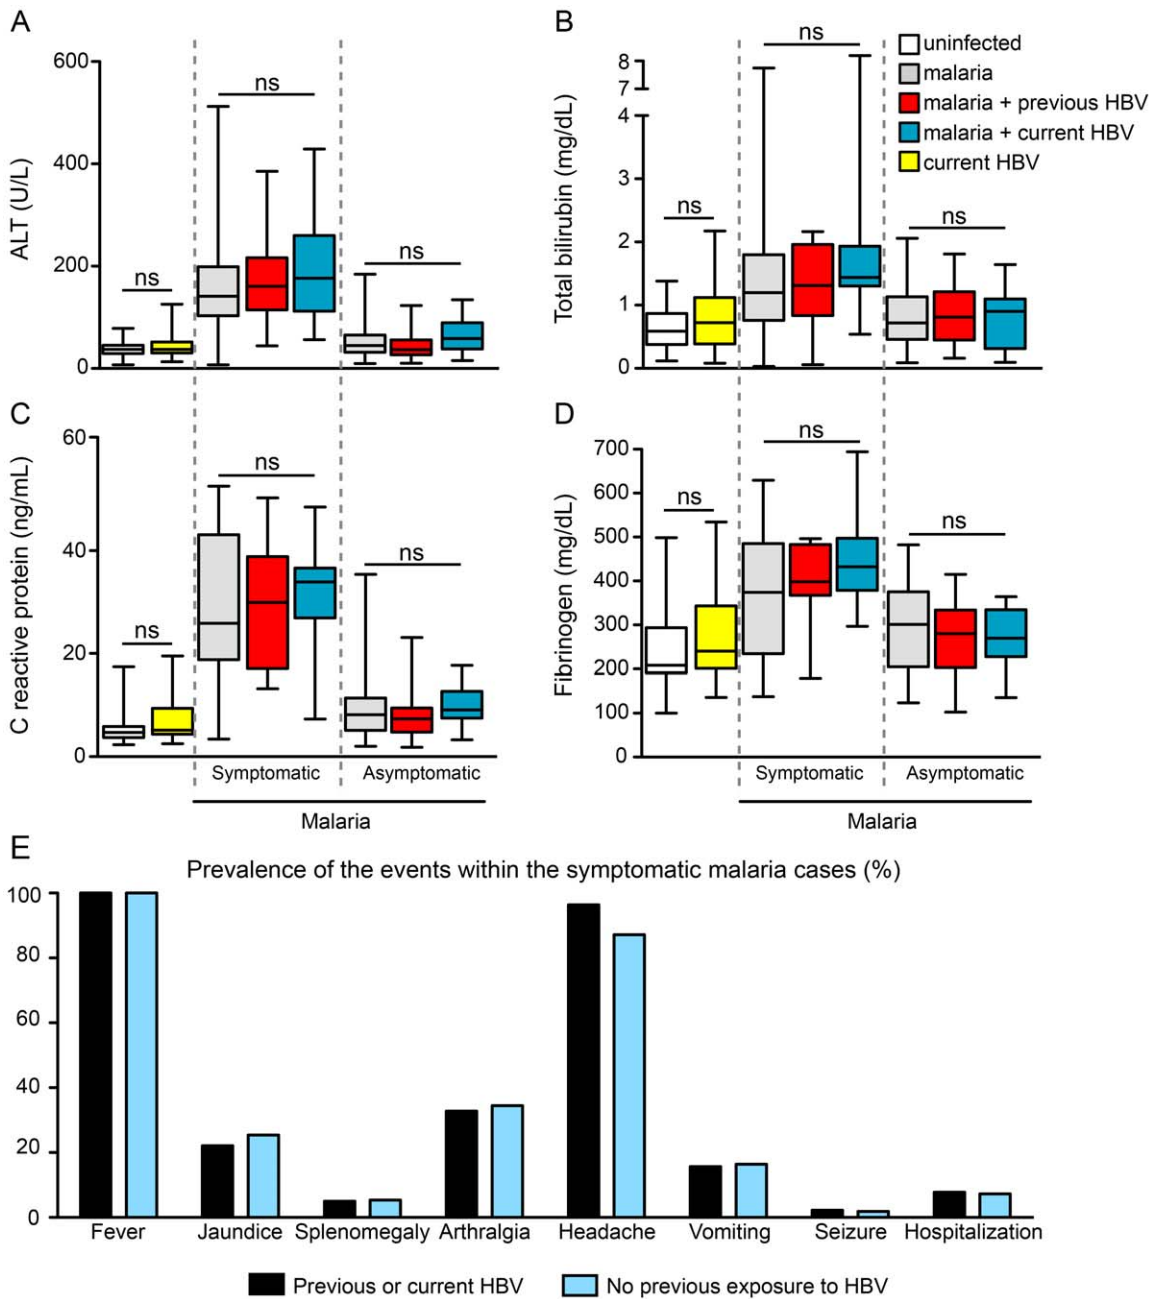 A
ALT (U/L)
600
400
200
0
ns
ns
ns
B
Total bilirubin (mg/dL)
8
7
4
3
2
1
0
ns
ns
ns
uninfected
malaria
malaria + previous HBV
malaria + current HBV
current HBV
C
C reactive protein (ng/mL)
60
40
20
0
ns
ns
ns
Symptomatic
Asymptomatic
Malaria
D
Fibrinogen (mg/dL)
700
600
500
400
300
200
100
0
ns
ns
ns
Symptomatic
Asymptomatic
Malaria
E
Prevalence of the events within the symptomatic malaria cases (%)
100
80
60
40
20
0
Fever
Jaundice
Splenomegaly
Arthralgia
Headache
Vomiting
Seizure
Hospitalization
Previous or current HBV
No previous exposure to HBV